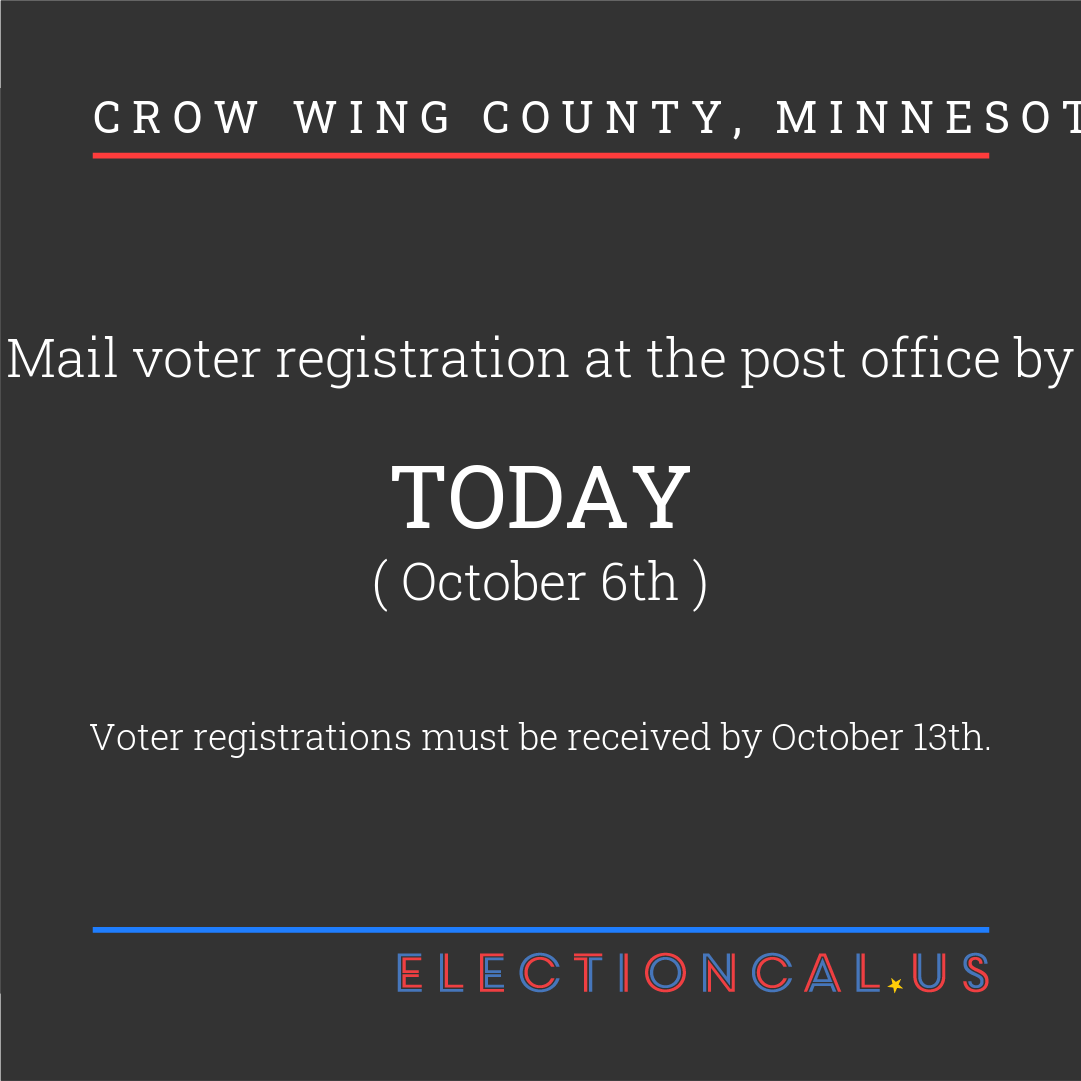 CROW WING COUNTY, MINNESOT
Mail voter registration at the post office by
TODAY
( October 6th )
Voter registrations must be received by October 13th.
ELECTIONCAL.US